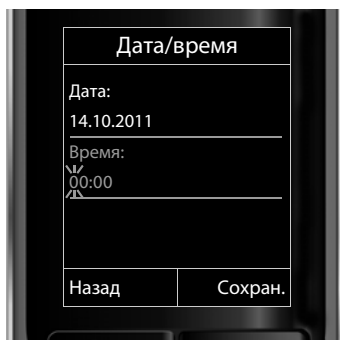 Дата/время
Дата:
14.10.2011
Время:
00:00
Назад
Сохран.